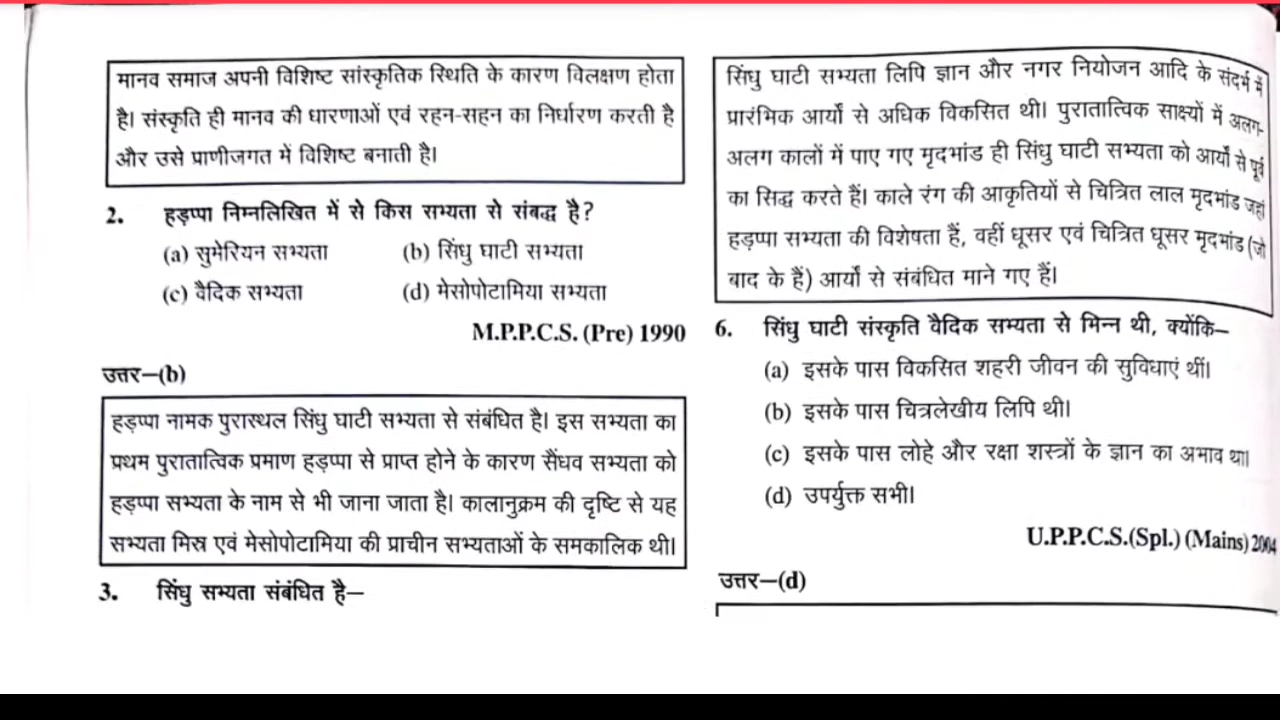 मानव समाज अपनी विशिष्ट सांस्कृतिक स्थिति के कारण विलक्षण होता
है। संस्कृति ही मानव की धारणाओं एवं रहन-सहन का निर्धारण करती है
और उसे प्राणीजगत में विशिष्ट बनाती है।
2. हड़प्पा निम्नलिखित में से किस सभ्यता से संबद्ध है?
(a) सुमेरियन सभ्यता (b) सिंधु घाटी सभ्यता
(c) वैदिक सभ्यता (d) मेसोपोटामिया सभ्यता
M.P.P.C.S. (Pre) 1990
उत्तर—(b)
हड़प्पा नामक पुरास्थल सिंधु घाटी सभ्यता से संबंधित है। इस सभ्यता का
प्रथम पुरातात्विक प्रमाण हड़प्पा से प्राप्त होने के कारण सैंधव सभ्यता को
हड़प्पा सभ्यता के नाम से भी जाना जाता है। कालानुक्रम की दृष्टि से यह
सभ्यता मिस्र एवं मेसोपोटामिया की प्राचीन सभ्यताओं के समकालिक थी।
3. सिंधु सभ्यता संबंधित है—
सिंधु घाटी सभ्यता लिपि ज्ञान और नगर नियोजन आदि के संदर्भ में
प्रारंभिक आर्यों से अधिक विकसित थी। पुरातात्विक साक्ष्यों में अलग-
अलग कालों में पाए गए मृदभांड ही सिंधु घाटी सभ्यता को आर्यों से पूर्व
का सिद्ध करते हैं। काले रंग की आकृतियों से चित्रित लाल मृदभांड जहां
हड़प्पा सभ्यता की विशेषता हैं, वहीं धूसर एवं चित्रित धूसर मृदभांड (जो
बाद के हैं) आर्यों से संबंधित माने गए हैं।
6. सिंधु घाटी संस्कृति वैदिक सभ्यता से भिन्न थी, क्योंकि—
(a) इसके पास विकसित शहरी जीवन की सुविधाएं थीं।
(b) इसके पास चित्रलेखीय लिपि थी।
(c) इसके पास लोहे और रक्षा शस्त्रों के ज्ञान का अभाव था।
(d) उपर्युक्त सभी।
U.P.P.C.S.(Spl.) (Mains) 2004
उत्तर—(d)